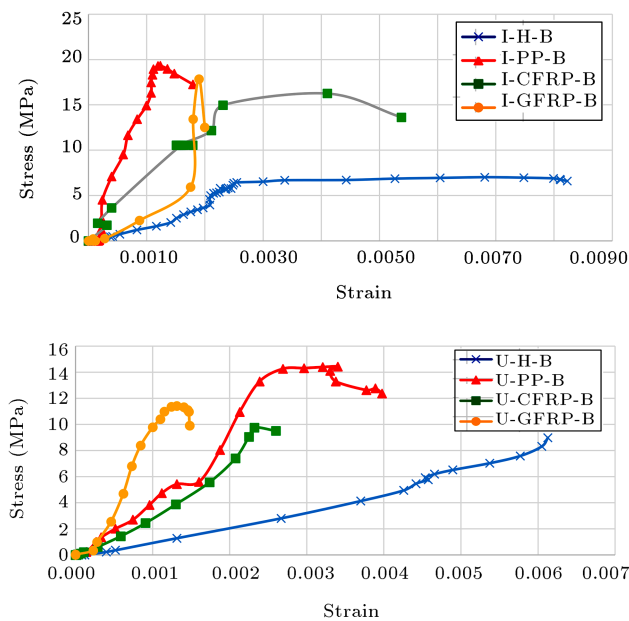 25
20
15
10
5
0
Stress (MPa)
I-H-B
I-PP-B
I-CFRP-B
I-GFRP-B
0.0010 0.0030 0.0050 0.0070 0.0090
Strain
16
14
12
10
8
6
4
2
0
Stress (MPa)
U-H-B
U-PP-B
U-CFRP-B
U-GFRP-B
0.000 0.001 0.002 0.003 0.004 0.005 0.006 0.007
Strain